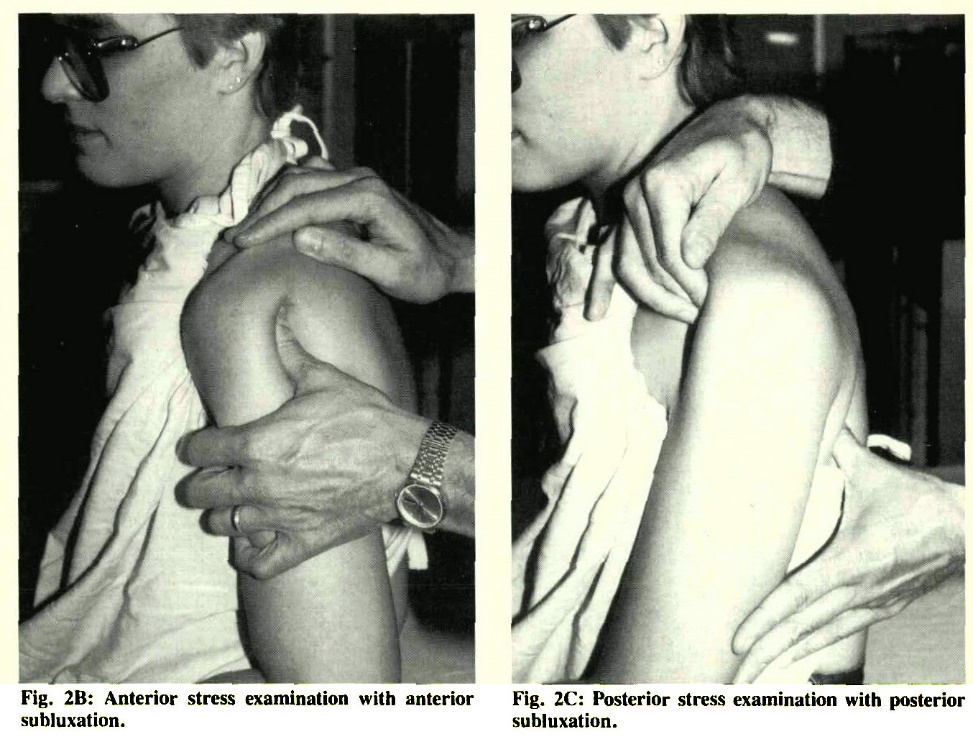 Fig. 2B: Anterior stress examination with anterior
subluxation.
Fig. 2C: Posterior stress examination with posterior
subluxation.